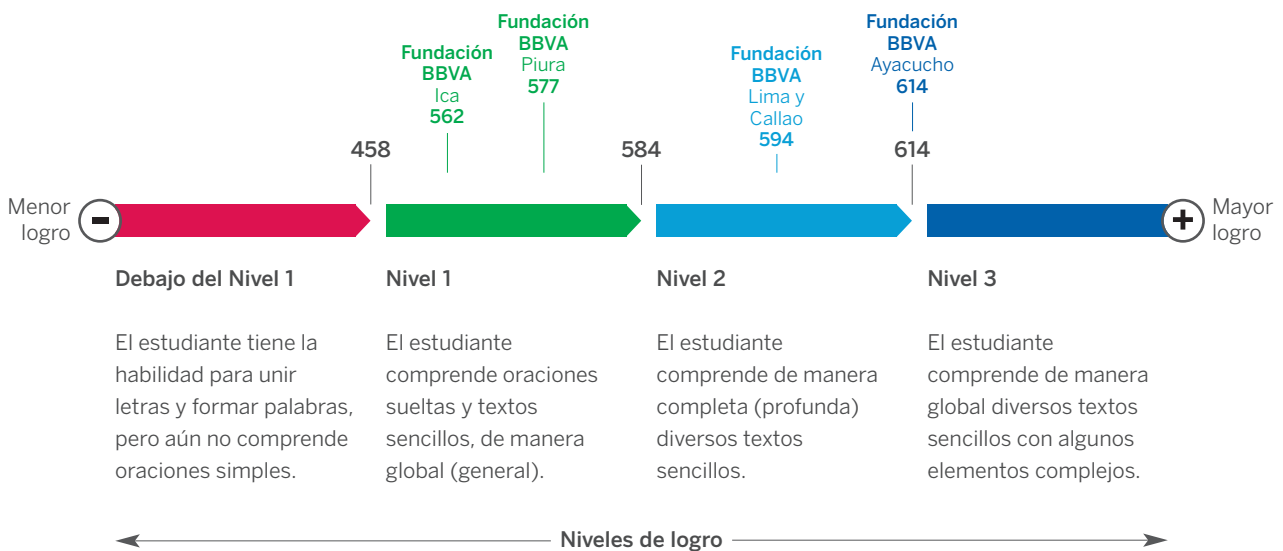 Fundación
BBVA
Ica
562
Fundación
BBVA
Piura
577
Fundación
BBVA
Lima y
Callao
594
Fundación
BBVA
Ayacucho
614
458
584
614
Menor
logro
Mayor
logro
Debajo del Nivel 1
El estudiante tiene la
habilidad para unir
letras y formar palabras,
pero aún no comprende
oraciones simples.
Nivel 1
El estudiante
comprende oraciones
sueltas y textos
sencillos, de manera
global (general).
Nivel 2
El estudiante
comprende de manera
completa (profunda)
diversos textos
sencillos.
Nivel 3
El estudiante
comprende de manera
global diversos textos
sencillos con algunos
elementos complejos.
Niveles de logro